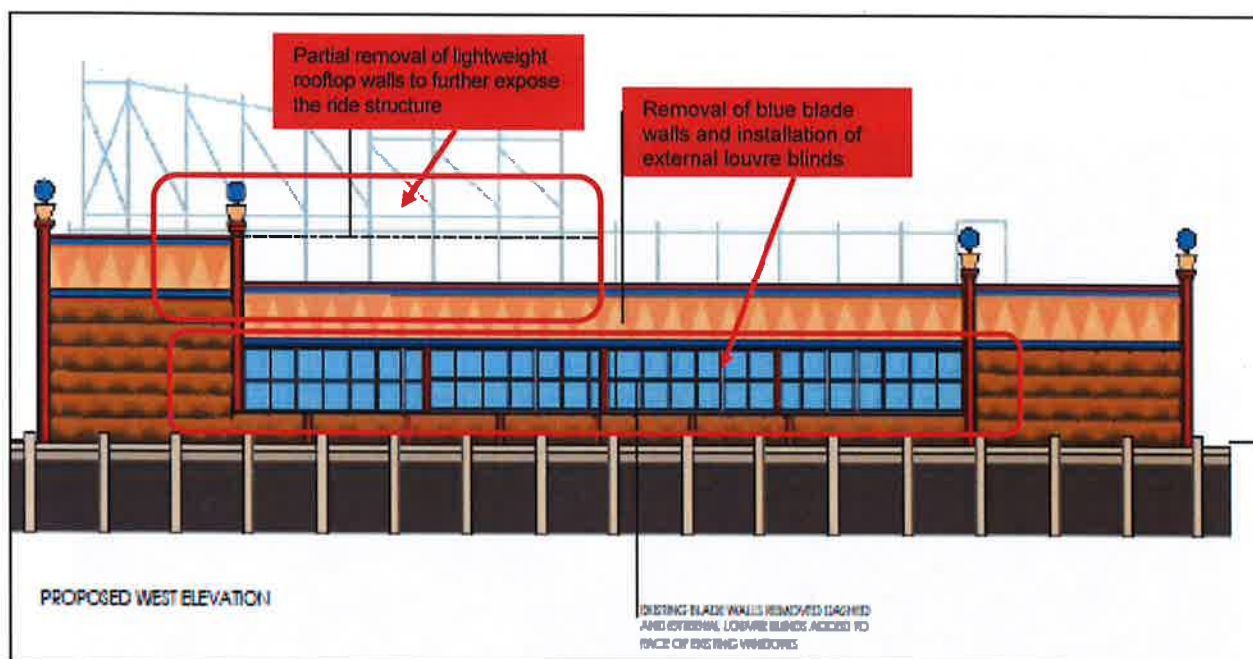 Partial removal of lightweight
rooftop walls to further expose
the ride structure
Removal of blue blade
walls and installation of
external louvre blinds
PROPOSED WEST ELEVATION
EXISTING BLADE WALLS REMOVED DASHED
AND EXTERNAL LOUVRE BLINDS ADDED TO
FACE OF EXISTING WINDOWS